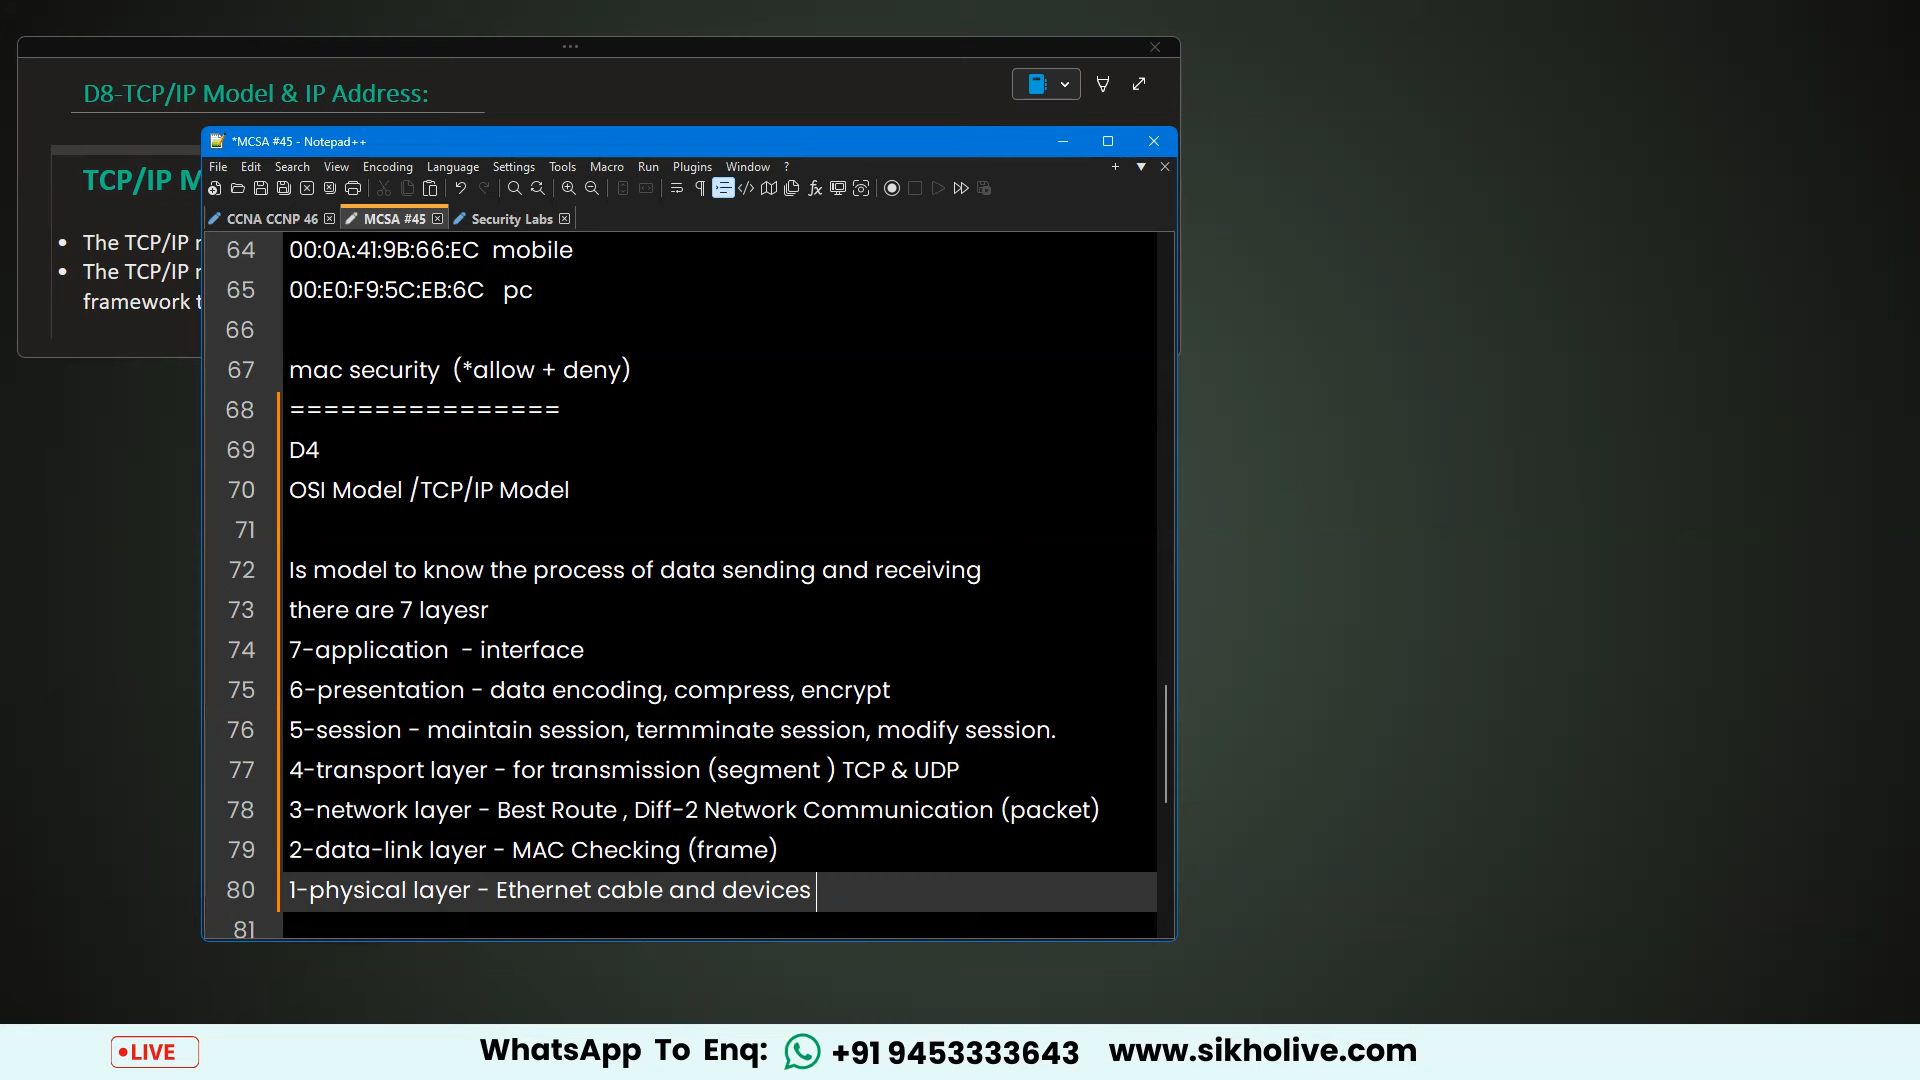 D8-TCP/IP Model & IP Address:
*MCSA #45 - Notepad++
File Edit Search View Encoding Language Settings Tools Macro Run Plugins Window ?
TCP/IP M
CCNA CCNP 46 MCSA #45 Security Labs
The TCP/IP
The TCP/IP
framework
64 00:0A:41:9B:66:EC mobile
65 00:E0:F9:5C:EB:6C pc
66
67 mac security (*allow + deny)
68 ================
69 D4
70 OSI Model /TCP/IP Model
71
72 Is model to know the process of data sending and receiving
73 there are 7 layesr
74 7-application - interface
75 6-presentation - data encoding, compress, encrypt
76 5-session - maintain session, termminate session, modify session.
77 4-transport layer - for transmission (segment ) TCP & UDP
78 3-network layer - Best Route , Diff-2 Network Communication (packet)
79 2-data-link layer - MAC Checking (frame)
80 1-physical layer - Ethernet cable and devices
81
LIVE
WhatsApp To Enq: +91 9453333643 www.sikholive.com